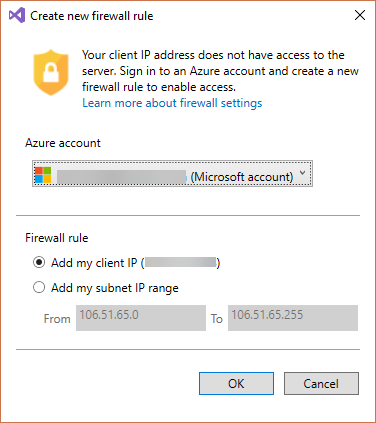 Create new firewall rule
Your client IP address does not have access to the
server. Sign in to an Azure account and create a new
firewall rule to enable access.
Learn more about firewall settings
Azure account
(Microsoft account)
Firewall rule
Add my client IP ( )
Add my subnet IP range
From 106.51.65.0 To 106.51.65.255
OK Cancel